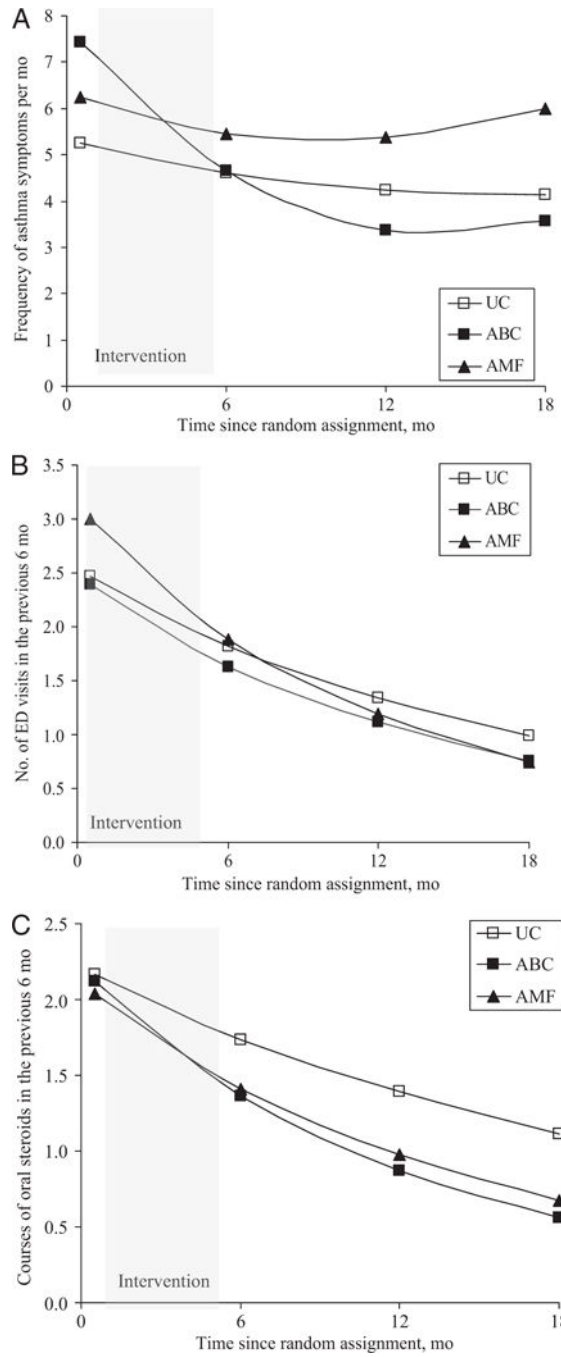 A
Frequency of asthma symptoms per mo
8
7
6
5
4
3
2
1
0
Intervention
UC
ABC
AMF
0 6 12 18
Time since random assignment, mo
B
No. of ED visits in the previous 6 mo
3.5
3.0
2.5
2.0
1.5
1.0
0.5
0.0
Intervention
UC
ABC
AMF
0 6 12 18
Time since random assignment, mo
C
Courses of oral steroids in the previous 6 mo
2.5
2.0
1.5
1.0
0.5
0.0
Intervention
UC
ABC
AMF
0 6 12 18
Time since random assignment, mo